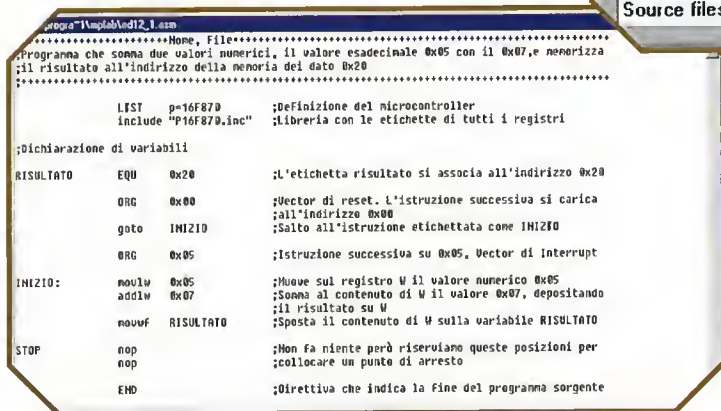 Source files
progra~1\mplab\ed12_1.asm
;Programma che somma due valori numerici, il valore esadecimale 0x05 con il 0x07,e memorizza
;il risultato all'indirizzo della memoria dei dato 0x20
LIST p=16F870 ;Definizione del microcontroller
include "P16F870.inc" ;Libreria con le etichette di tutti i registri
;Dichiarazione di variabili
RISULTATO EQU 0x20 ;L'etichetta risultato si associa all'indirizzo 0x20
ORG 0x00 ;Vector di reset. L'istruzione successiva si carica
;all'indirizzo 0x00
goto INIZIO ;Salto all'istruzione etichettata come INIZIO
ORG 0x05 ;Istruzione successiva su 0x05, Vector di Interrupt
INIZIO: movlw 0x05 ;Muove sul registro W il valore numerico 0x05
addlw 0x07 ;Somma al contenuto di W il valore 0x07, depositando
;il risultato su W
movwf RISULTATO ;Sposta il contenuto di W sulla variabile RISULTATO
STOP nop ;Non fa niente però riserviamo queste posizioni per
nop ;collocare un punto di arresto
END ;Direttiva che indica la fine del programma sorgente